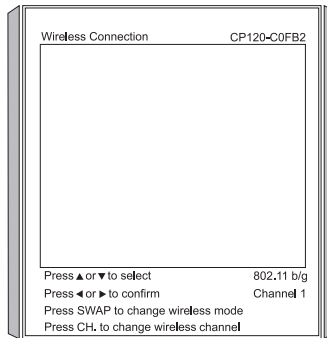 Wireless Connection CP120-C0FB2
Press ▲ or ▼ to select 802.11 b/g
Press ◄ or ► to confirm Channel 1
Press SWAP to change wireless mode
Press CH. to change wireless channel